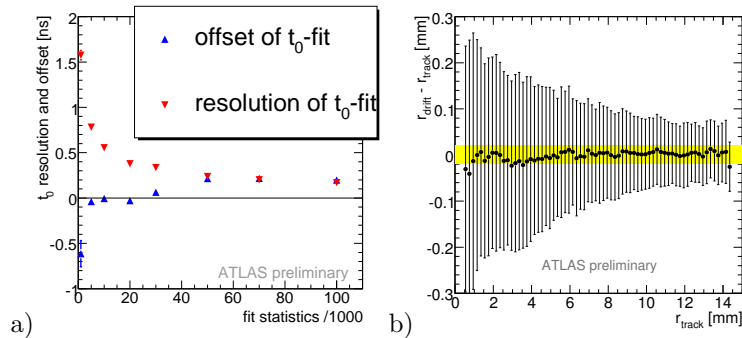 t0 resolution and offset [ns]
2
1.5
1
0.5
0
-0.5
-1
offset of t0-fit
resolution of t0-fit
ATLAS preliminary
0 20 40 60 80 100
fit statistics /1000
a)
rdrift - rtrack [mm]
0.3
0.2
0.1
0
-0.1
-0.2
-0.3
ATLAS preliminary
0 2 4 6 8 10 12 14
rtrack [mm]
b)